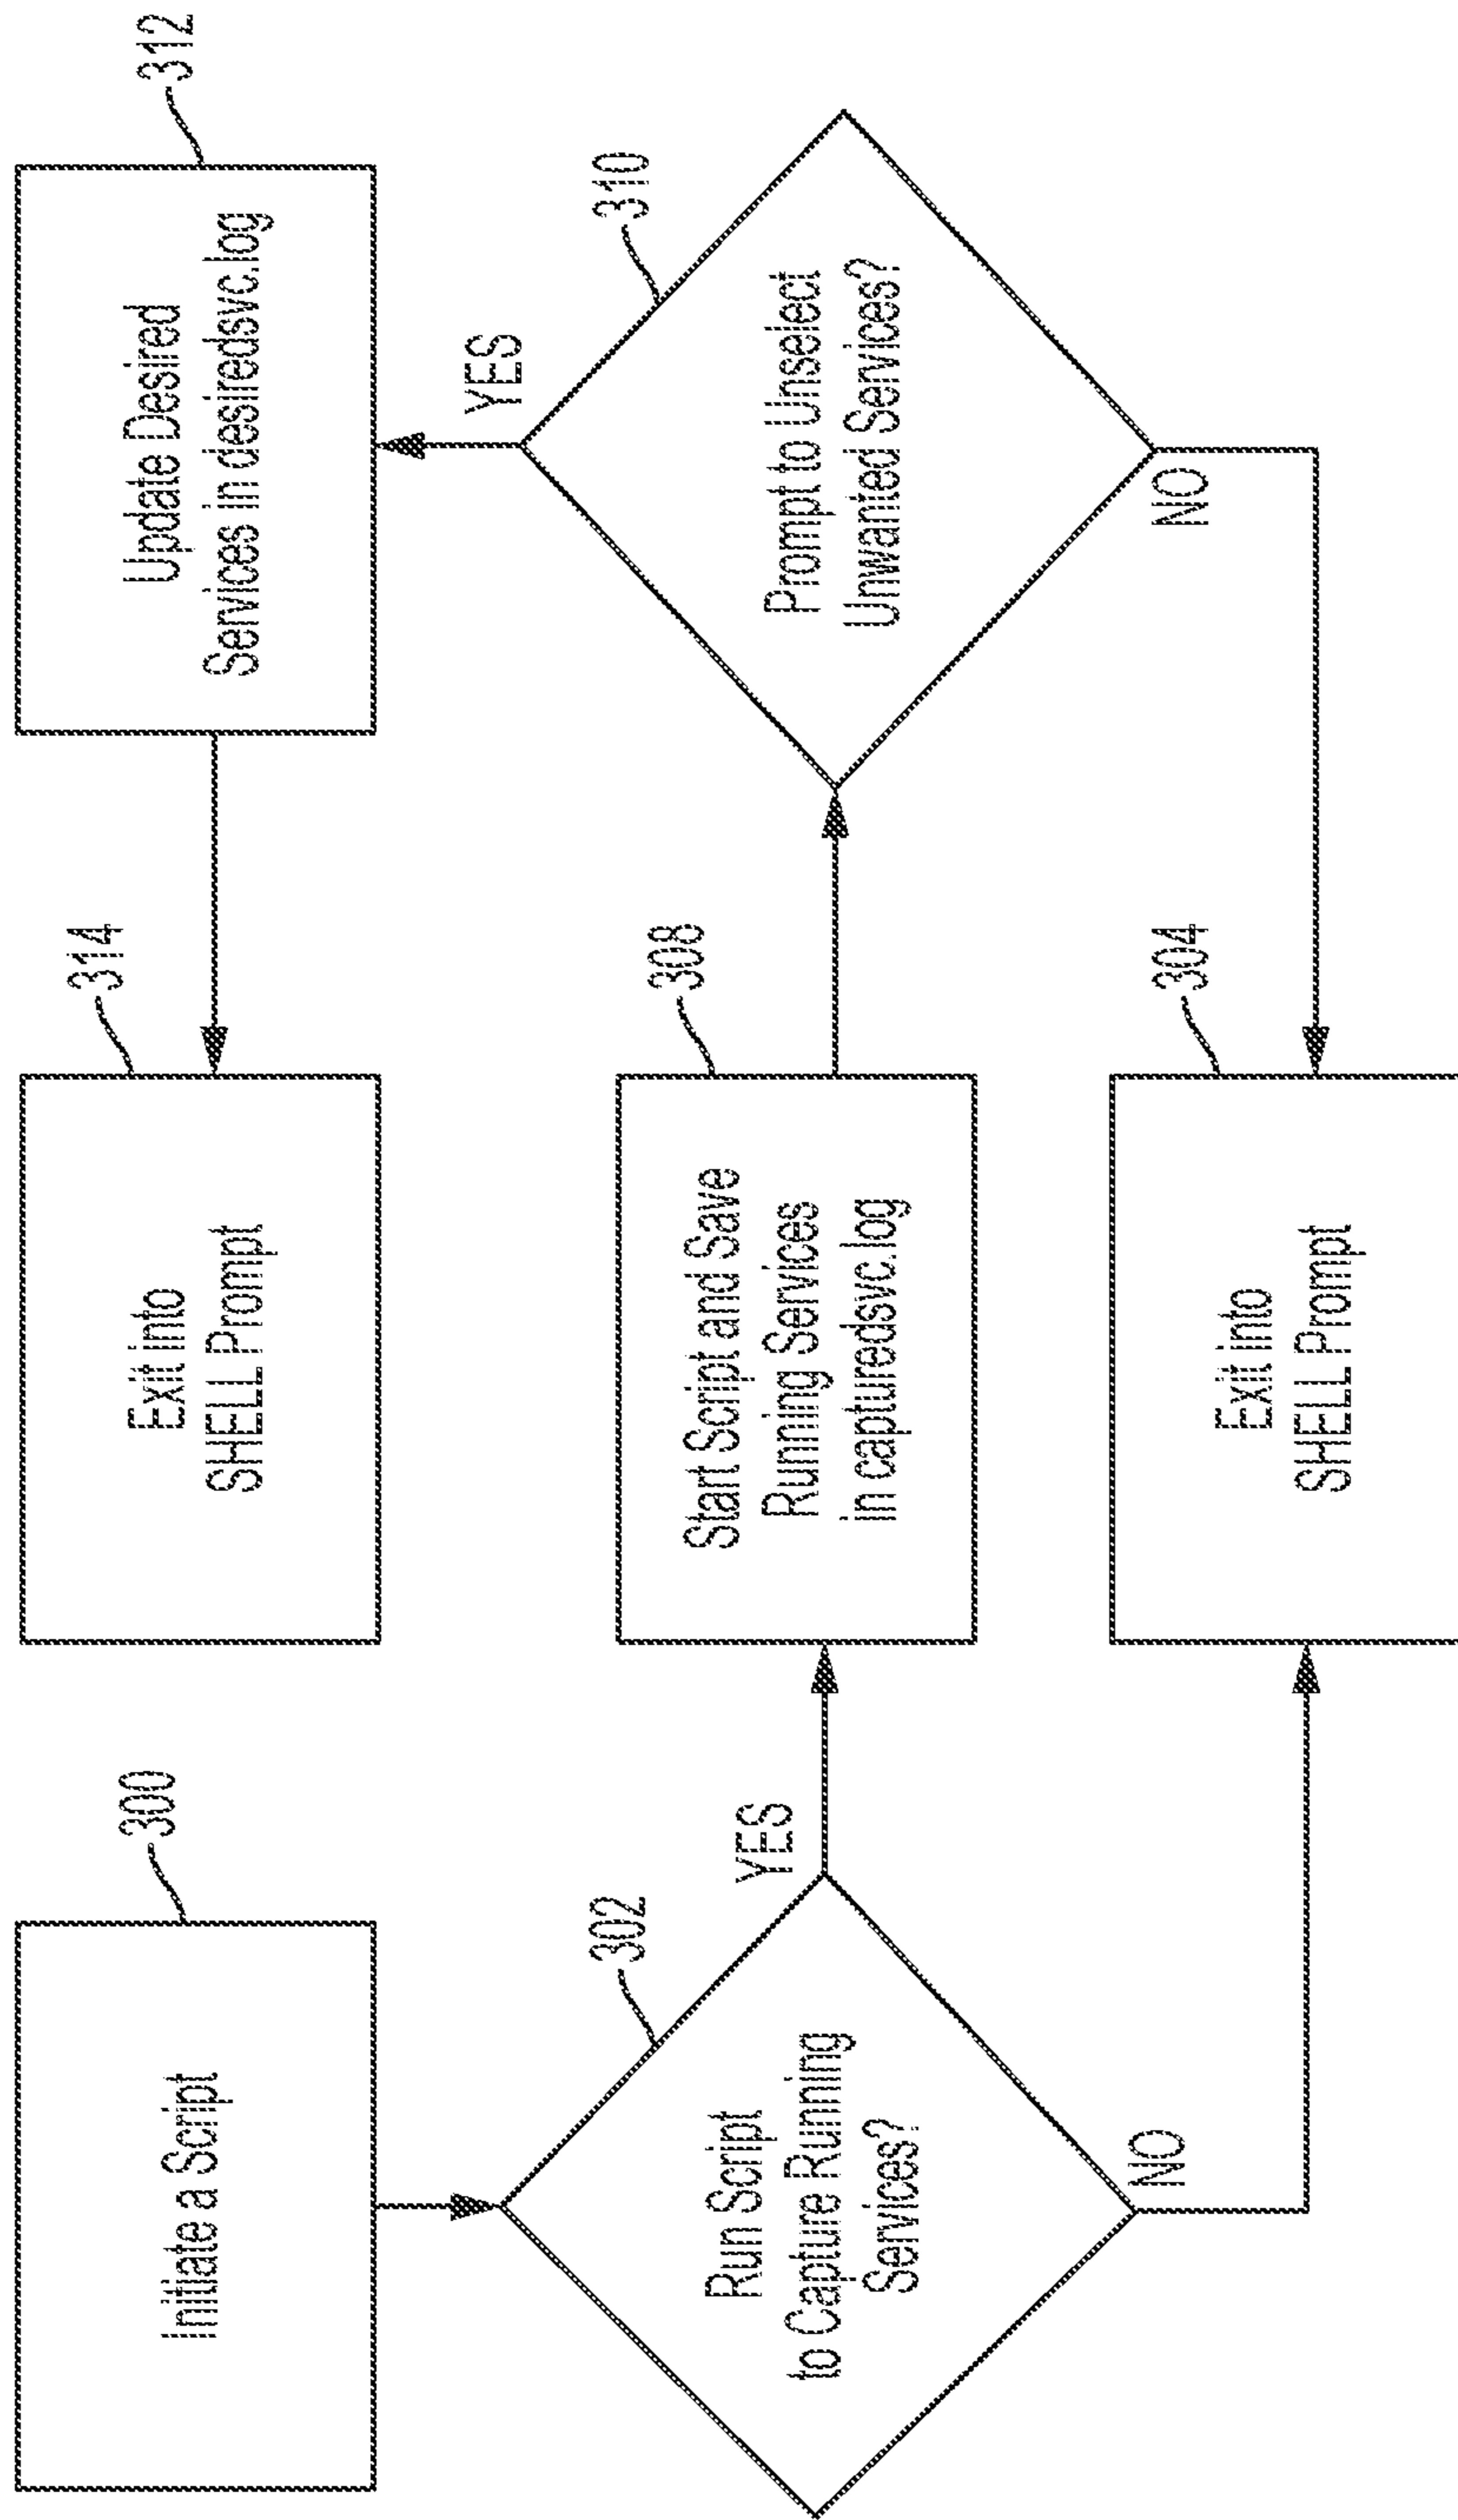 300
Initiate a Script
302
Run Script
to Capture Running
Services?
YES
NO
314
Exit into
SHELL Prompt
308
Start Script and Save
Running Services
in capturedsvc.log
304
Exit into
SHELL Prompt
312
Update Desired
Services in desiredsvc.log
YES
310
Prompt to Unselect
Unwanted Services?
NO